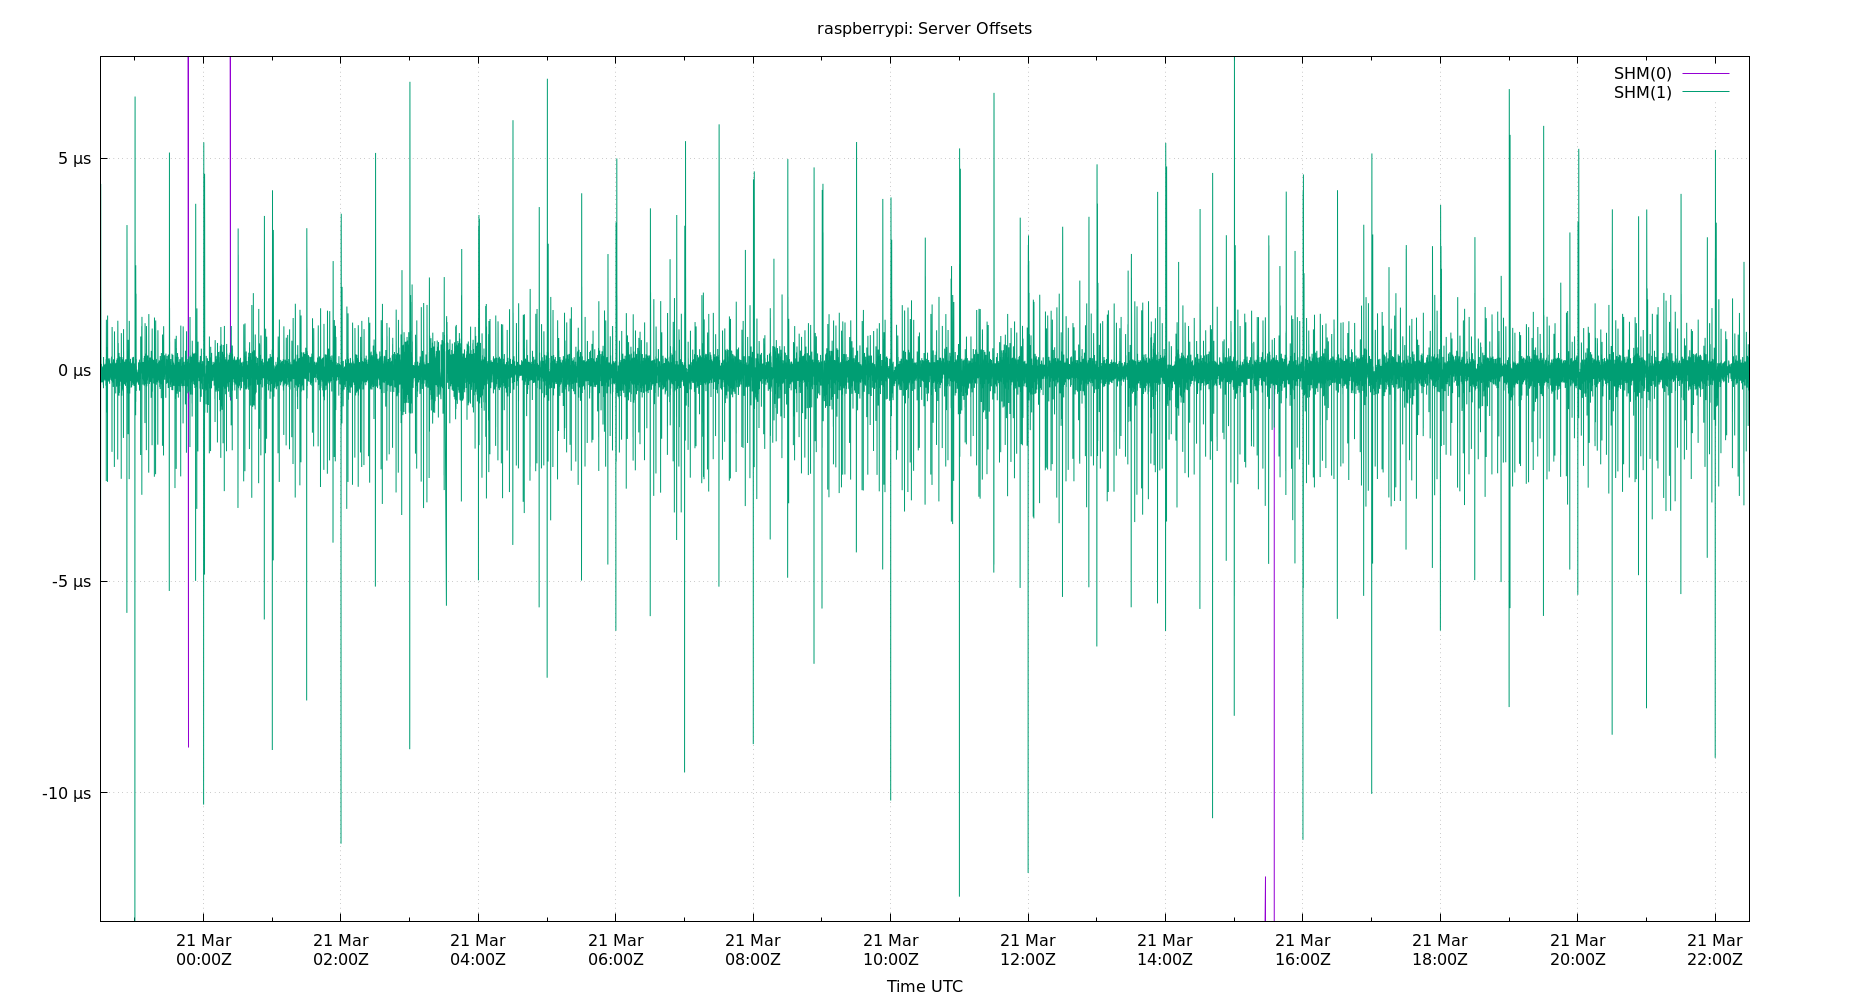 raspberrypi: Server Offsets
SHM(0)
SHM(1)
5 µs
0 µs
-5 µs
-10 µs
21 Mar 21 Mar 21 Mar 21 Mar 21 Mar 21 Mar 21 Mar 21 Mar 21 Mar 21 Mar 21 Mar 21 Mar
00:00Z 02:00Z 04:00Z 06:00Z 08:00Z 10:00Z 12:00Z 14:00Z 16:00Z 18:00Z 20:00Z 22:00Z
Time UTC